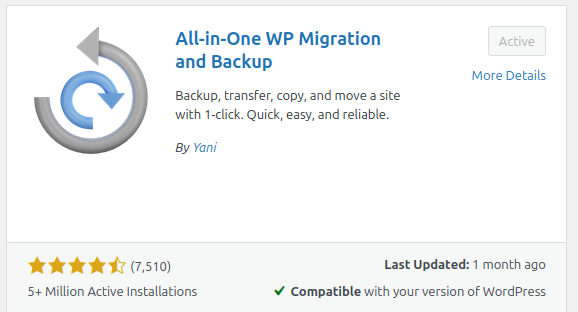 All-in-One WP Migration
and Backup
Active
More Details
Backup, transfer, copy, and move a site
with 1-click. Quick, easy, and reliable.
By Yani
(7,510)
Last Updated: 1 month ago
5+ Million Active Installations
Compatible with your version of WordPress